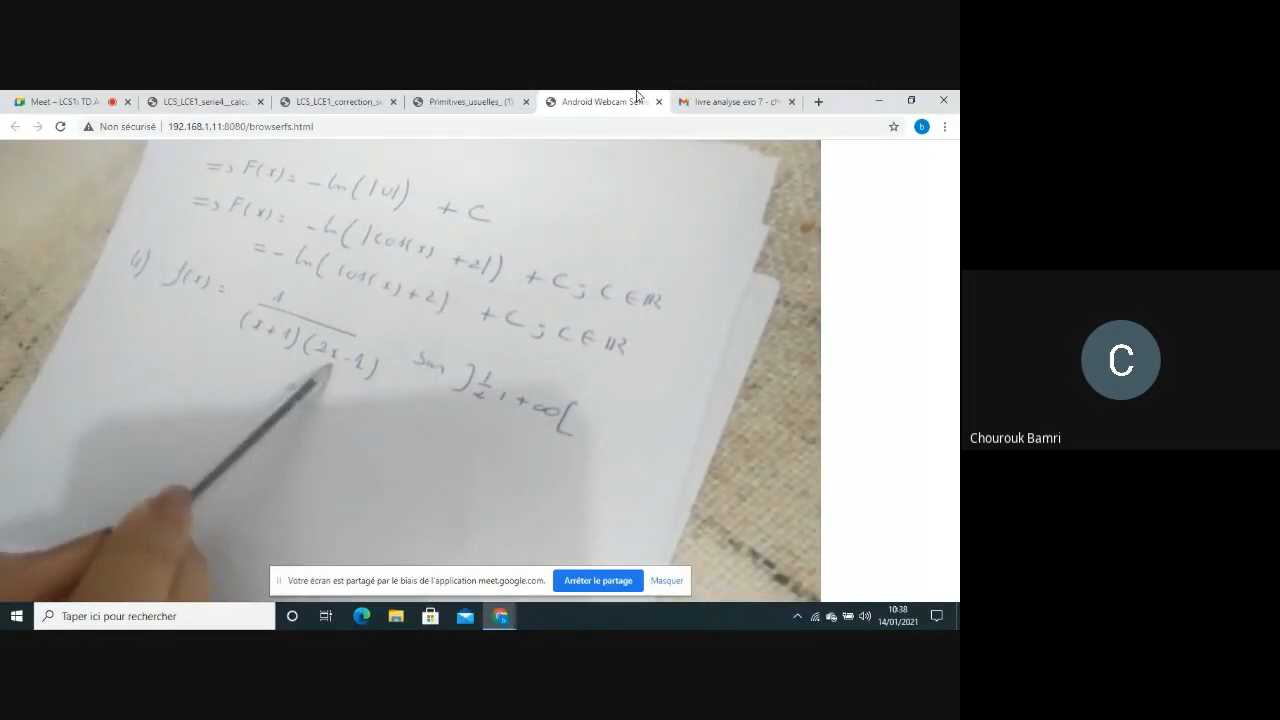 Meet – LCS1: TD A
LCS_LCE1_serie4__calcu
LCS_LCE1_correction_se
Primitives_usuelles_ (1)
Android Webcam Se
livre analyse exo 7 - ch
Non sécurisé
192.168.1.11:8080/browserfs.html
b
=> F(x) = -ln(|u|) + C
=> F(x) = -ln(|cos(x) + 2|) + C ; C ∈ ℝ
= -ln(cos(x) + 2) + C ; C ∈ ℝ
4) f(x) = 1 / (x+1)(2x-1) sur ]1/2, +∞[
C
Chourouk Bamri
Votre écran est partagé par le biais de l'application meet.google.com.
Arrêter le partage
Masquer
Taper ici pour rechercher
10:38
14/01/2021